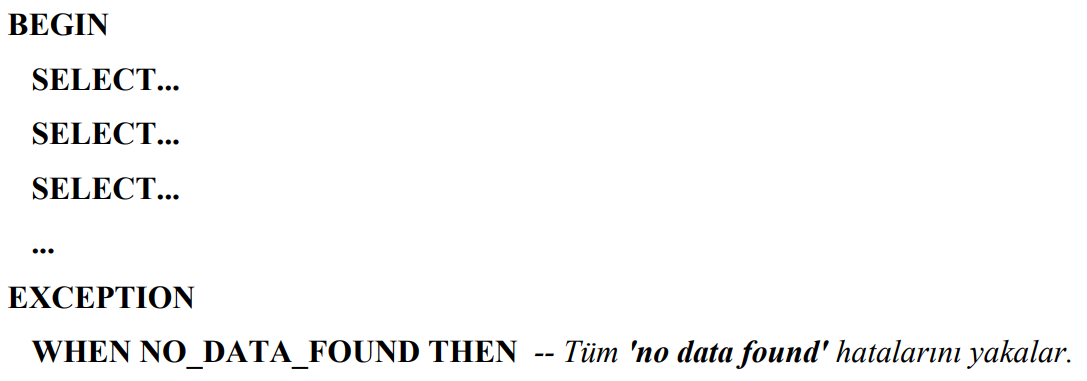 BEGIN
SELECT...
SELECT...
SELECT...
...
EXCEPTION
WHEN NO_DATA_FOUND THEN -- Tüm 'no data found' hatalarını yakalar.